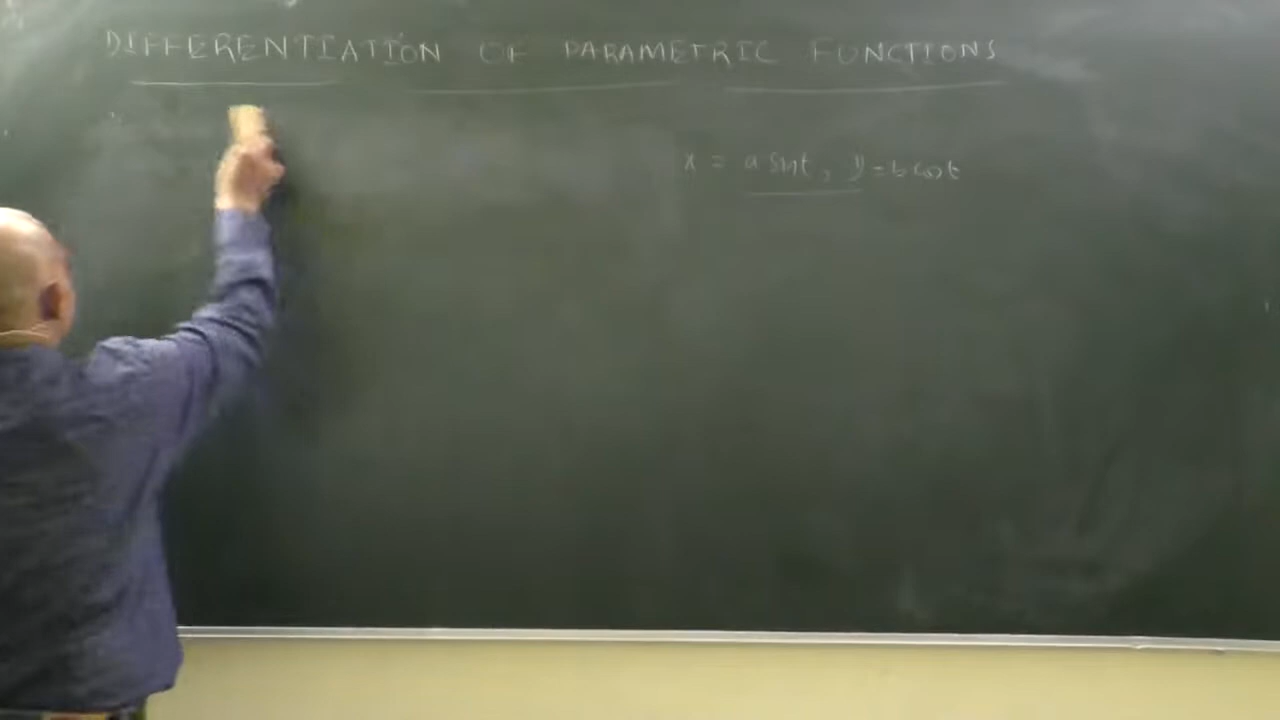 DIFFERENTIATION OF PARAMETRIC FUNCTIONS
x = a sint, y = b cost